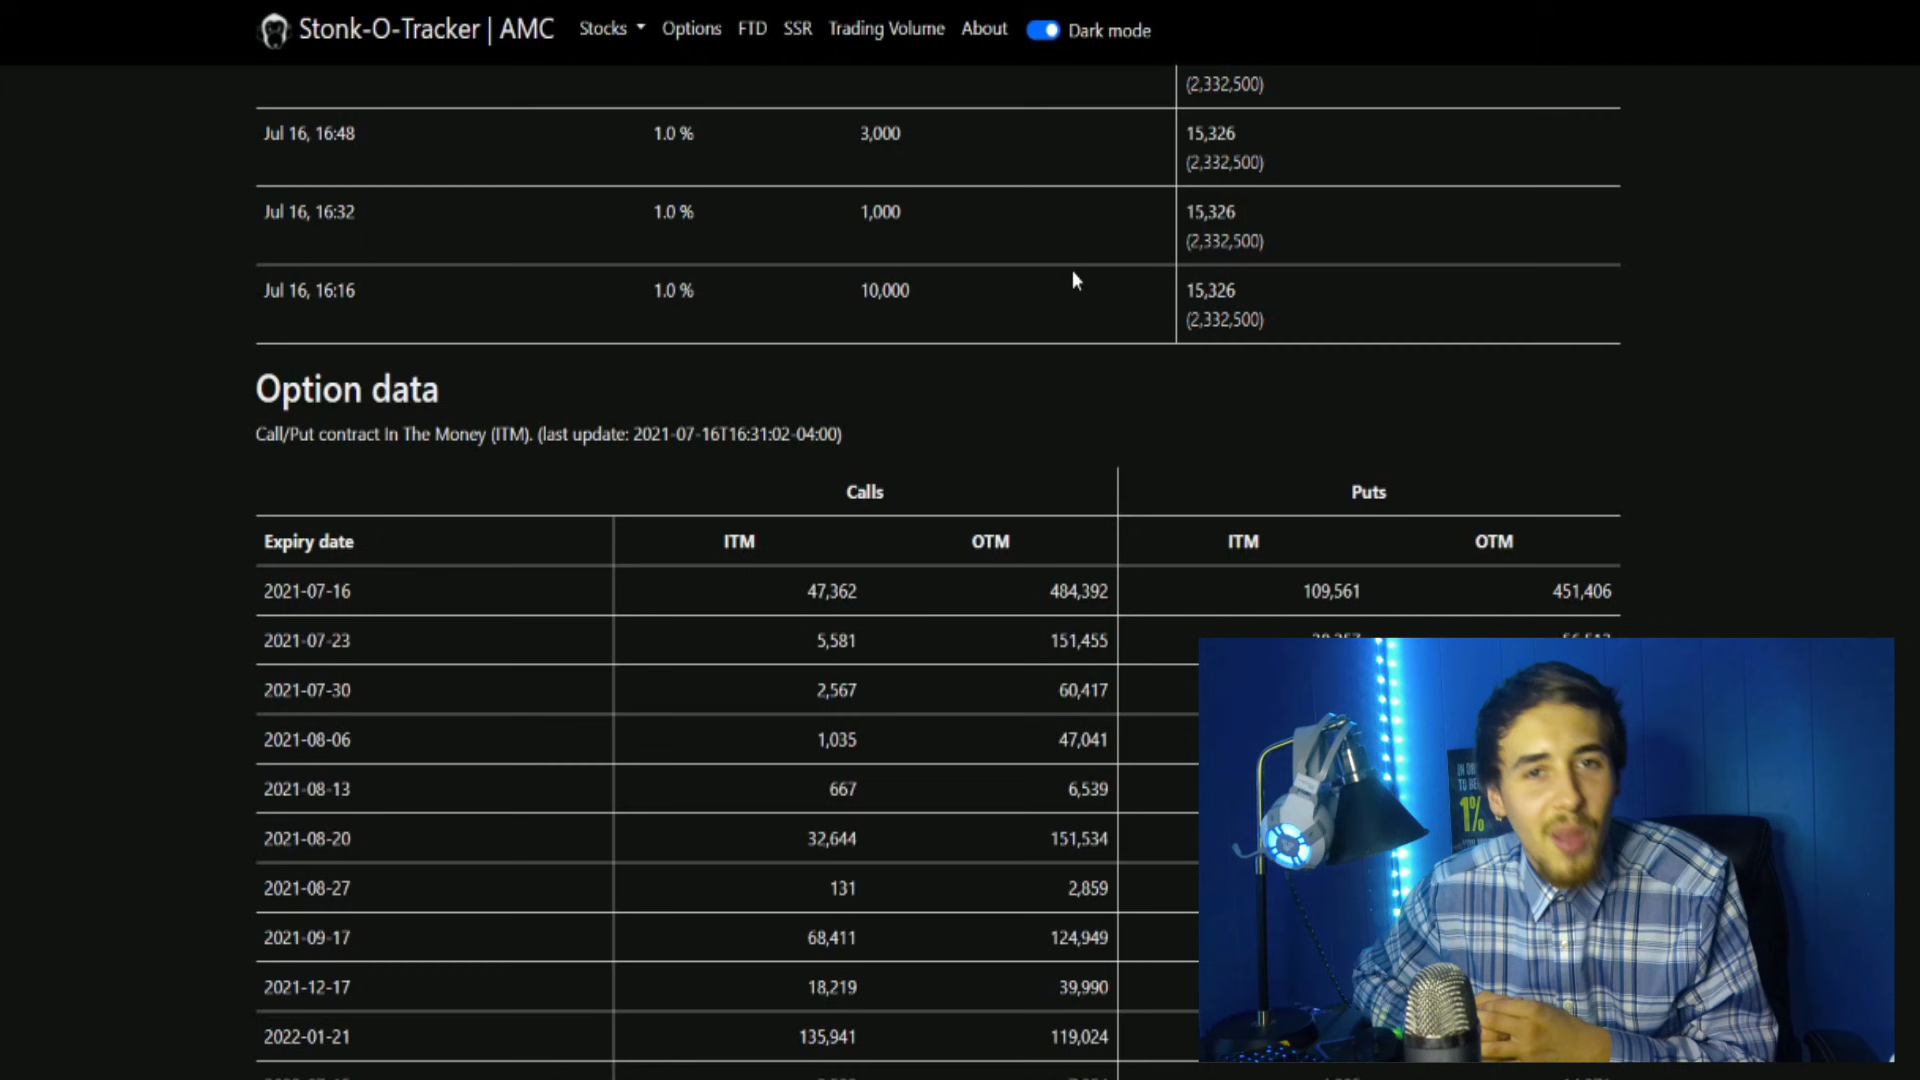 Stonk-O-Tracker | AMC Stocks Options FTD SSR Trading Volume About Dark mode
(2,332,500)
Jul 16, 16:48 1.0 % 3,000 15,326
(2,332,500)
Jul 16, 16:32 1.0 % 1,000 15,326
(2,332,500)
Jul 16, 16:16 1.0 % 10,000 15,326
(2,332,500)
Option data
Call/Put contract In The Money (ITM). (last update: 2021-07-16T16:31:02-04:00)
Calls Puts
Expiry date ITM OTM ITM OTM
2021-07-16 47,362 484,392 109,561 451,406
2021-07-23 5,581 151,455
2021-07-30 2,567 60,417
2021-08-06 1,035 47,041
2021-08-13 667 6,539
2021-08-20 32,644 151,534
2021-08-27 131 2,859
2021-09-17 68,411 124,949
2021-12-17 18,219 39,990
2022-01-21 135,941 119,024
1%